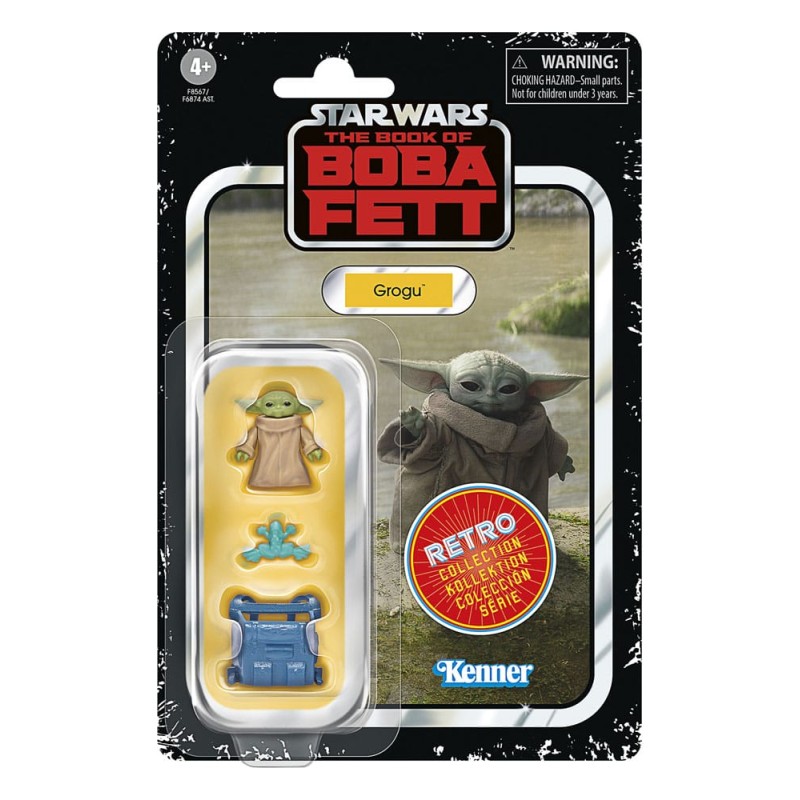 4+
F8567/
F6874 AST.
⚠ WARNING:
CHOKING HAZARD–Small parts.
Not for children under 3 years.
STAR WARS
THE BOOK OF
BOBA
FETT
™
Grogu™
RETRO
COLLECTION
KOLLEKTION
COLECCIÓN
SÉRIE
Kenner